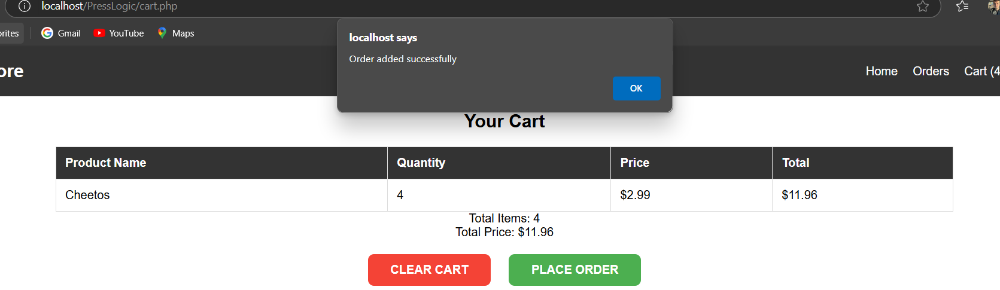 localhost/PressLogic/cart.php
orites Gmail YouTube Maps
localhost says
Order added successfully
OK
ore Home Orders Cart (4
Your Cart
Product Name Quantity Price Total
Cheetos 4 $2.99 $11.96
Total Items: 4
Total Price: $11.96
CLEAR CART PLACE ORDER